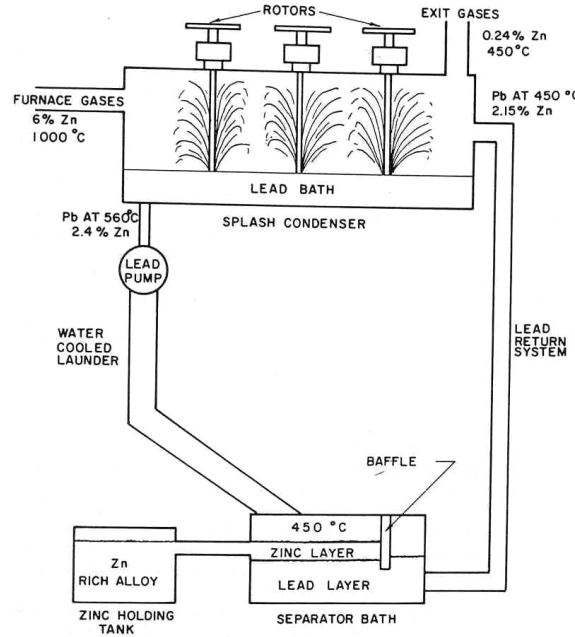 ROTORS
EXIT GASES
0.24% Zn
450°C
FURNACE GASES
6% Zn
1000 °C
Pb AT 450 °C
2.15% Zn
LEAD BATH
SPLASH CONDENSER
Pb AT 560°C
2.4% Zn
LEAD
PUMP
WATER
COOLED
LAUNDER
LEAD
RETURN
SYSTEM
BAFFLE
450 °C
ZINC LAYER
Zn
RICH ALLOY
LEAD LAYER
ZINC HOLDING
TANK
SEPARATOR BATH